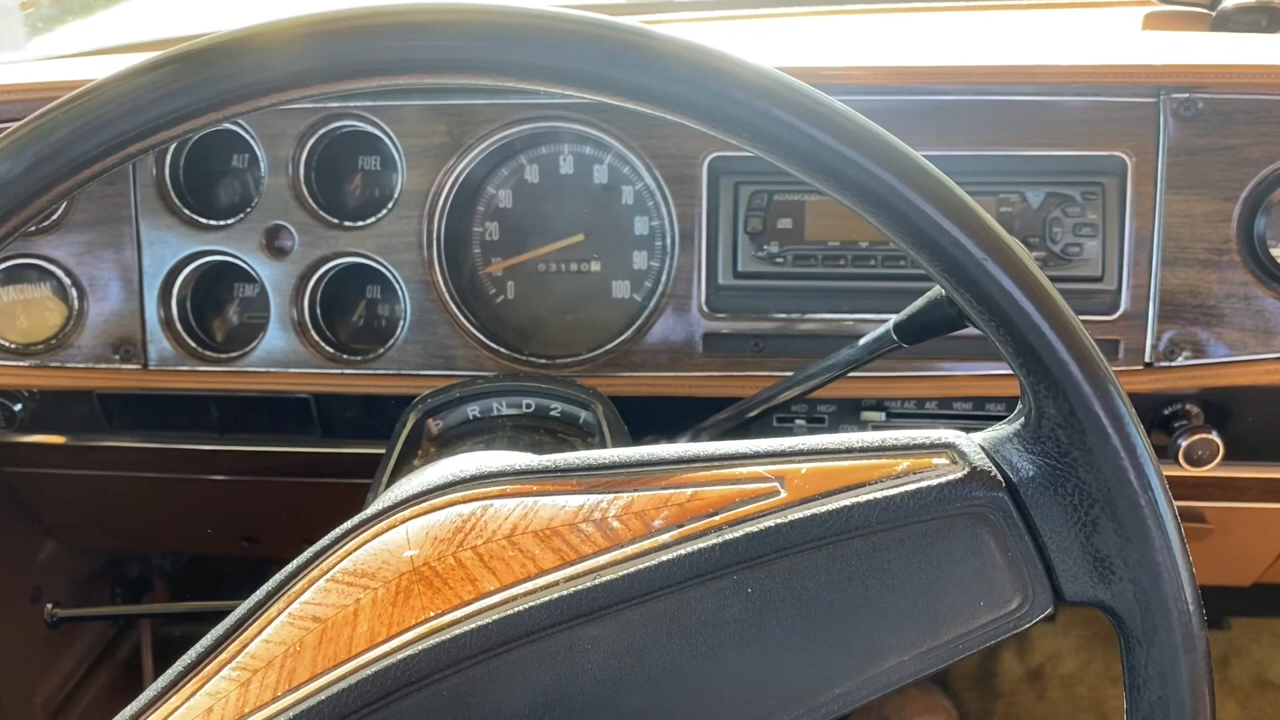 ALT
FUEL
VACUUM
TEMP
OIL
0
10
20
30
40
50
60
70
80
90
100
03180
KENWOOD
P R N D 2 1
MED HIGH
OFF MAX A/C A/C VENT HEAT
COOL